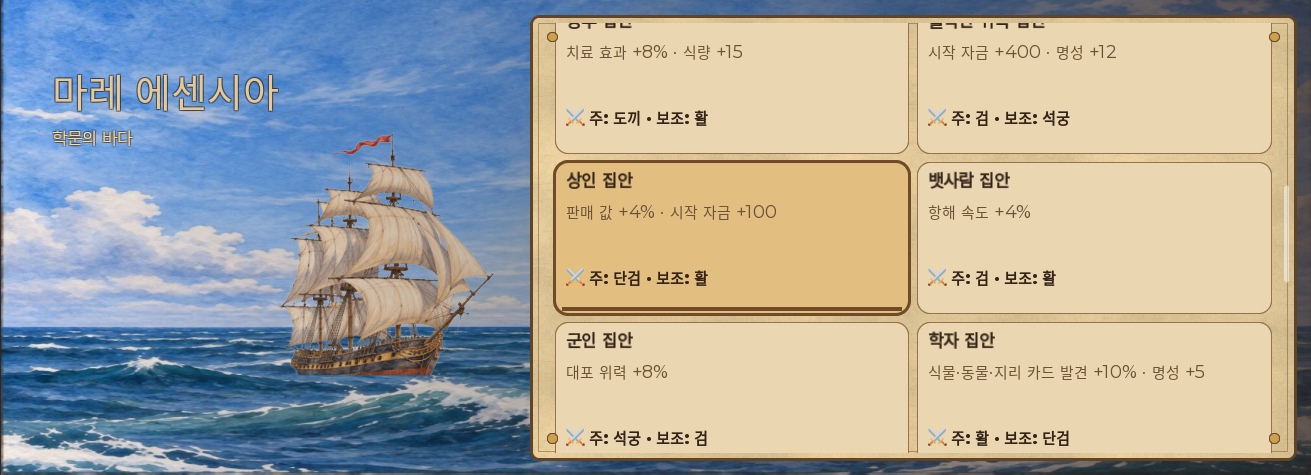 마레 에센시아
학문의 바다
치료 효과 +8% · 식량 +15
⚔️ 주: 도끼 • 보조: 활
시작 자금 +400 · 명성 +12
⚔️ 주: 검 • 보조: 석궁
상인 집안
판매 값 +4% · 시작 자금 +100
⚔️ 주: 단검 • 보조: 활
뱃사람 집안
항해 속도 +4%
⚔️ 주: 검 • 보조: 활
군인 집안
대포 위력 +8%
⚔️ 주: 석궁 • 보조: 검
학자 집안
식물·동물·지리 카드 발견 +10% · 명성 +5
⚔️ 주: 활 • 보조: 단검